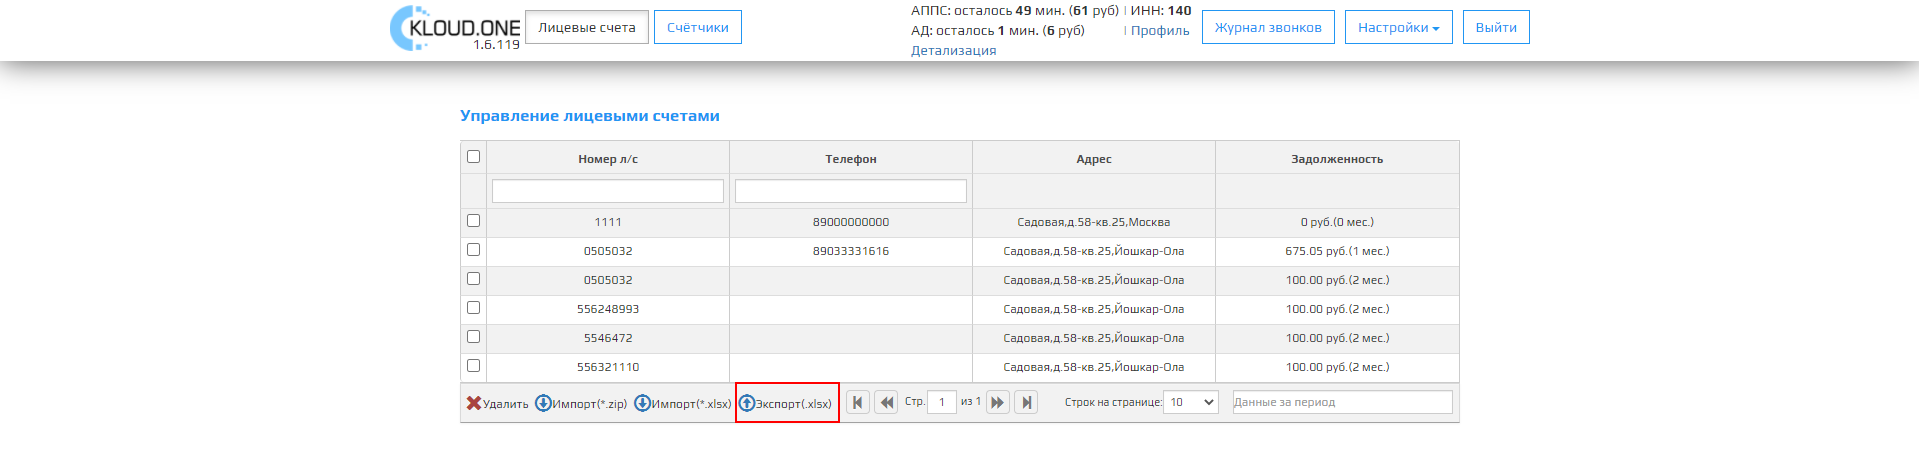 KLOUD.ONE
1.6.119
Лицевые счета
Счётчики
АППС: осталось 49 мин. (61 руб) | ИНН: 140
АД: осталось 1 мин. (6 руб) | Профиль
Детализация
Журнал звонков
Настройки
Выйти
Управление лицевыми счетами
Номер л/с Телефон Адрес Задолженность
1111 89000000000 Садовая,д.58-кв.25,Москва 0 руб.(0 мес.)
0505032 89033331616 Садовая,д.58-кв.25,Йошкар-Ола 675.05 руб.(1 мес.)
0505032 Садовая,д.58-кв.25,Йошкар-Ола 100.00 руб.(2 мес.)
556248993 Садовая,д.58-кв.25,Йошкар-Ола 100.00 руб.(2 мес.)
5546472 Садовая,д.58-кв.25,Йошкар-Ола 100.00 руб.(2 мес.)
556321110 Садовая,д.58-кв.25,Йошкар-Ола 100.00 руб.(2 мес.)
Удалить Импорт(*.zip) Импорт(*.xlsx) Экспорт(.xlsx) Стр. 1 из 1 Строк на странице: 10 Данные за период